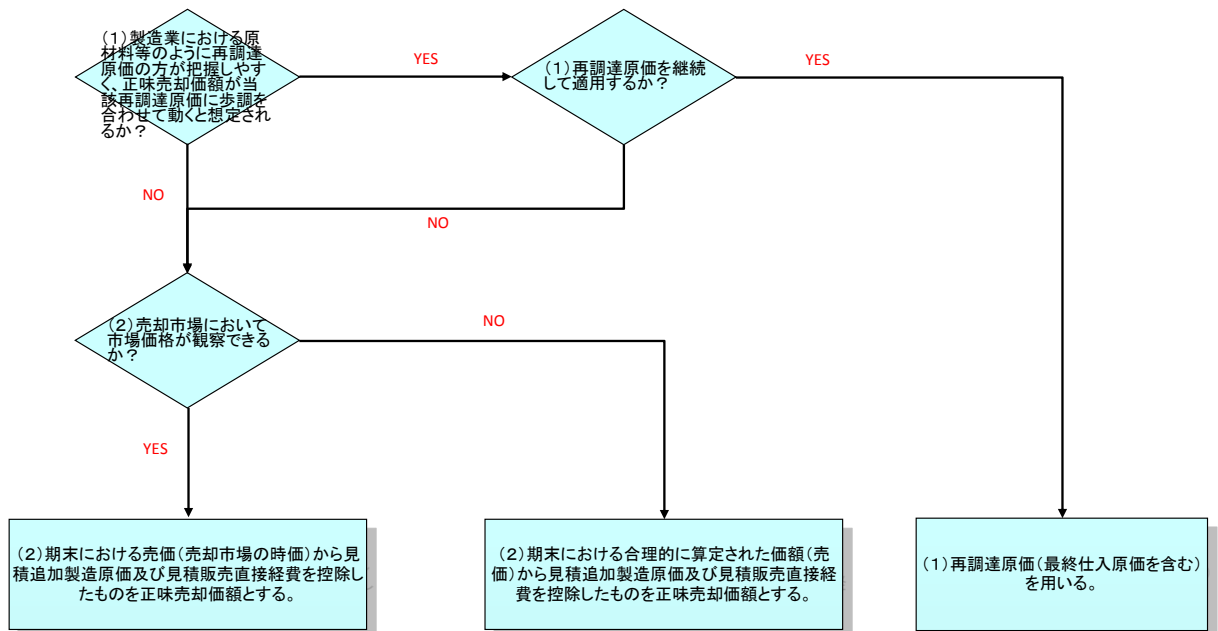 (1)製造業における原
材料等のように再調達
原価の方が把握しやす
く、正味売却価額が当
該再調達原価に歩調を
合わせて動くと想定され
るか?
YES
(1)再調達原価を継続
して適用するか?
YES
NO
NO
(2)売却市場において
市場価格が観察できる
か?
NO
YES
(2)期末における売価(売却市場の時価)から見
積追加製造原価及び見積販売直接経費を控除し
たものを正味売却価額とする。
(2)期末における合理的に算定された価額(売
価)から見積追加製造原価及び見積販売直接経
費を控除したものを正味売却価額とする。
(1)再調達原価(最終仕入原価を含む)
を用いる。